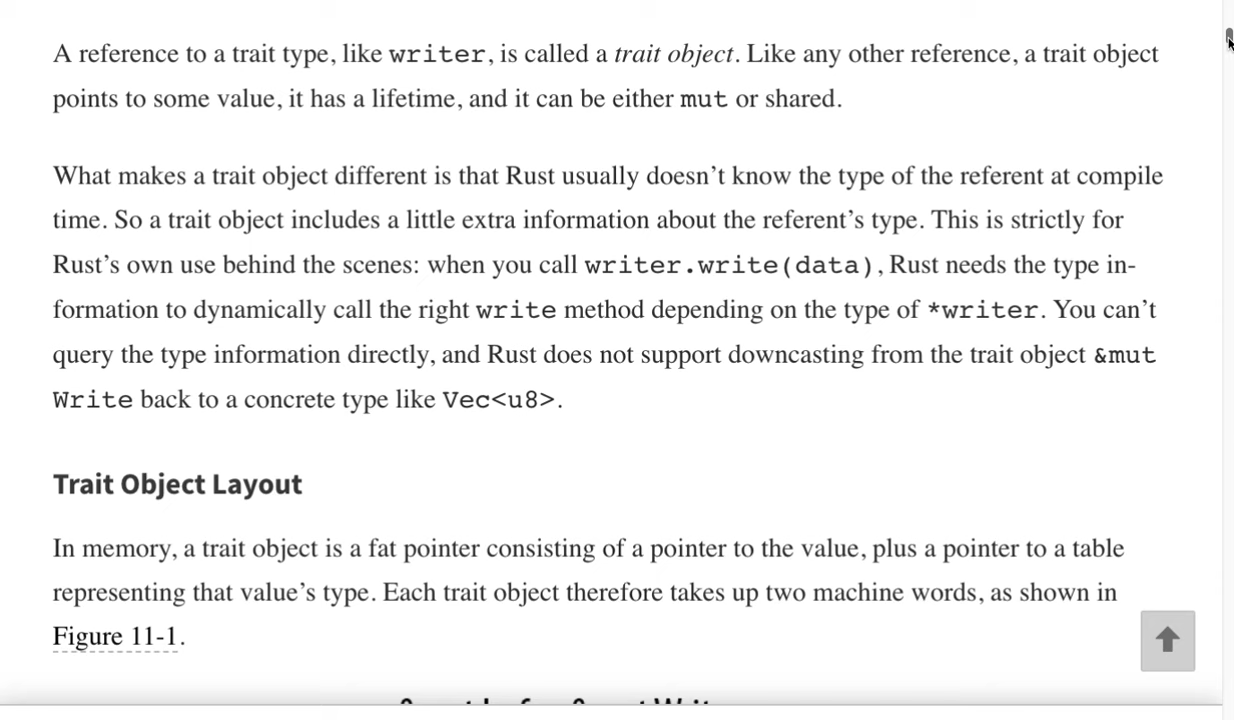 A reference to a trait type, like writer, is called a trait object. Like any other reference, a trait object
points to some value, it has a lifetime, and it can be either mut or shared.
What makes a trait object different is that Rust usually doesn’t know the type of the referent at compile
time. So a trait object includes a little extra information about the referent’s type. This is strictly for
Rust’s own use behind the scenes: when you call writer.write(data), Rust needs the type in-
formation to dynamically call the right write method depending on the type of *writer. You can’t
query the type information directly, and Rust does not support downcasting from the trait object &mut
Write back to a concrete type like Vec<u8>.
Trait Object Layout
In memory, a trait object is a fat pointer consisting of a pointer to the value, plus a pointer to a table
representing that value’s type. Each trait object therefore takes up two machine words, as shown in
Figure 11-1.